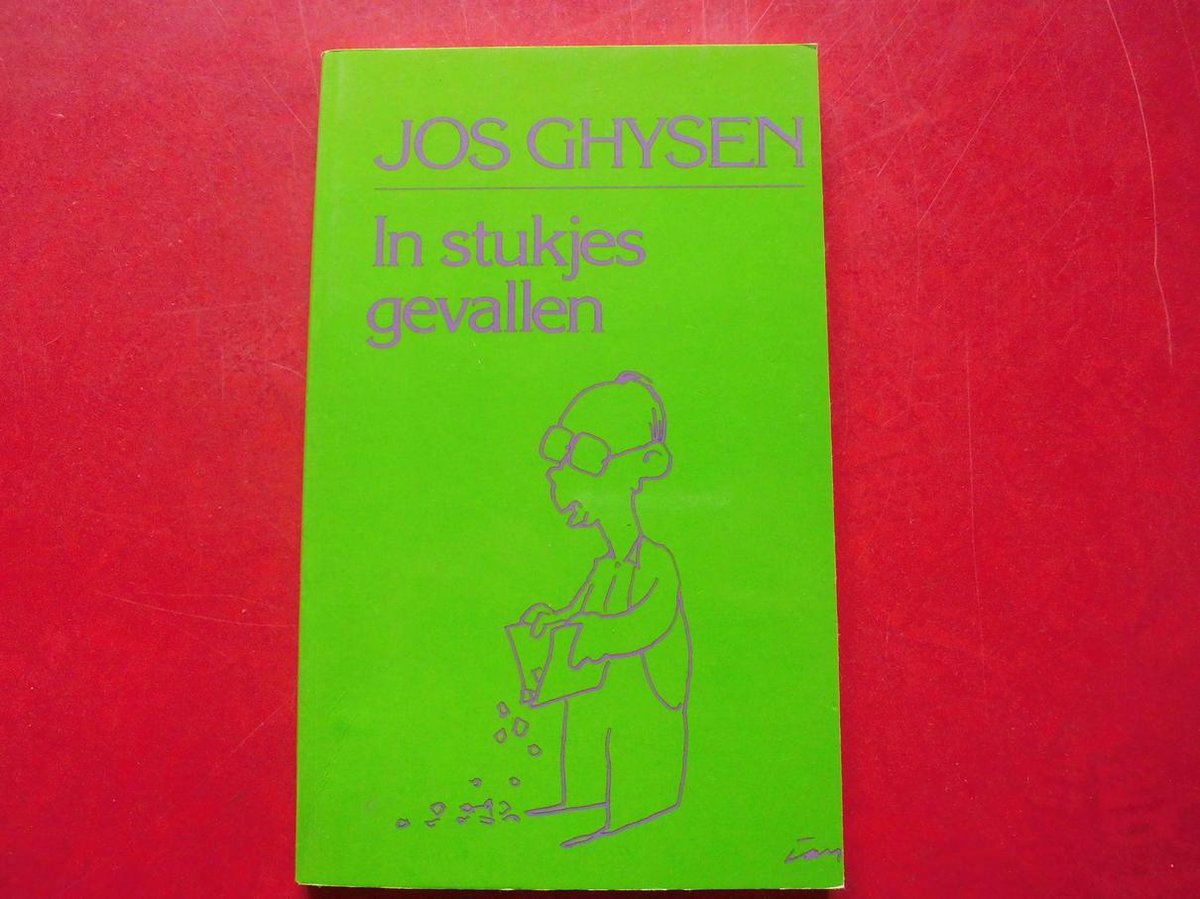 JOS GHYSEN
In stukjes
gevallen